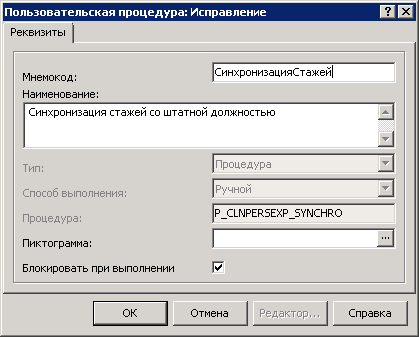 Пользовательская процедура: Исправление
Реквизиты
Мнемокод: СинхронизацияСтажей
Наименование:
Синхронизация стажей со штатной должностью
Тип: Процедура
Способ выполнения: Ручной
Процедура: P_CLNPERSEXP_SYNCHRO
Пиктограмма: ...
Блокировать при выполнении
ОК Отмена Редактор... Справка